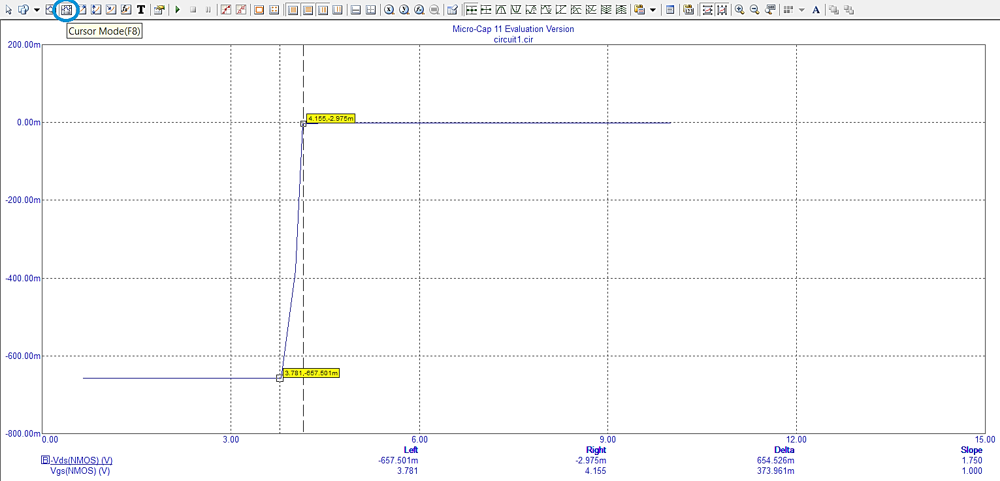 Cursor Mode(F8)
Micro-Cap 11 Evaluation Version
circuit1.cir
200.00m
4.155,-2.975m
0.00m
-200.00m
-400.00m
-600.00m
3.781,-657.501m
-800.00m
0.00 3.00 6.00 9.00 12.00 15.00
Left Right Delta Slope
B -Vds(NMOS) (V) -657.501m -2.975m 654.526m 1.750
Vgs(NMOS) (V) 3.781 4.155 373.961m 1.000